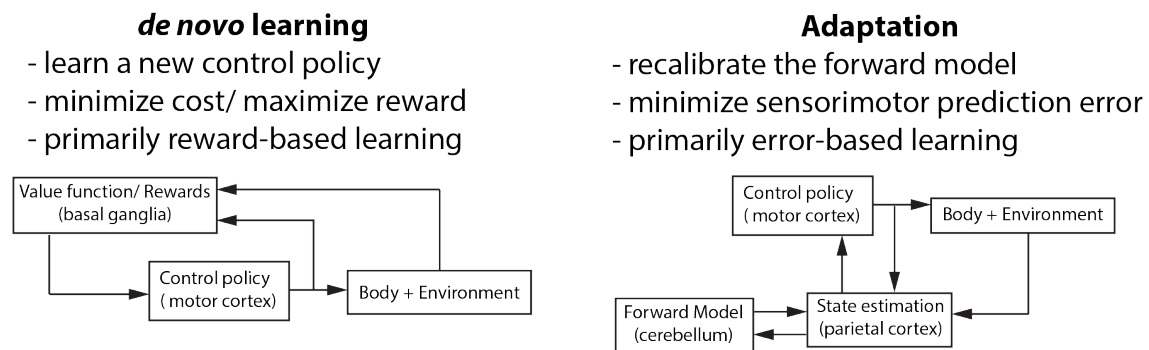 de novo learning
- learn a new control policy
- minimize cost/ maximize reward
- primarily reward-based learning
Value function/ Rewards
(basal ganglia)
Control policy
( motor cortex)
Body + Environment
Adaptation
- recalibrate the forward model
- minimize sensorimotor prediction error
- primarily error-based learning
Control policy
( motor cortex)
Body + Environment
Forward Model
(cerebellum)
State estimation
(parietal cortex)